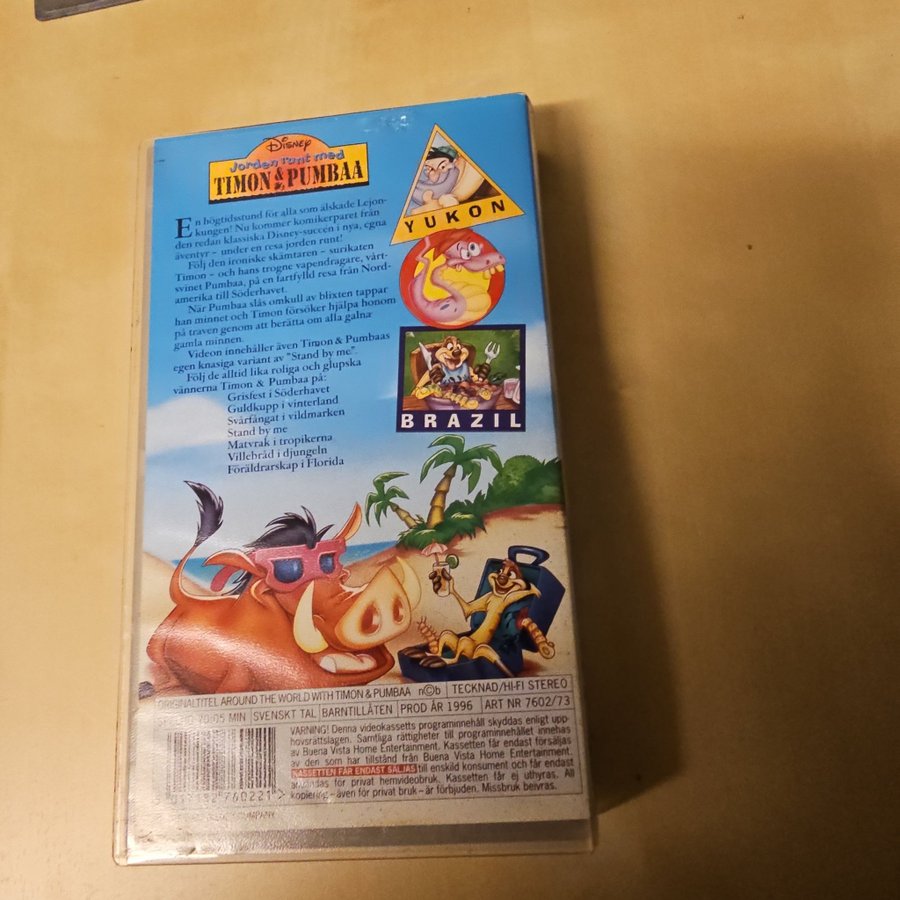 Disney
Jorden runt med
TIMON & PUMBAA
En högtidsstund för alla som älskade Lejon-
kungen! Nu kommer komikerparet från
den redan klassiska Disney-succén i nya, egna
äventyr – under en resa jorden runt!
Följ den ironiske skämtaren – surikaten
Timon – och hans trogne vapendragare, vårt-
svinet Pumbaa, på en fartfylld resa från Nord-
amerika till Söderhavet.
När Pumbaa slås omkull av blixten tappar
han minnet och Timon försöker hjälpa honom
på traven genom att berätta om alla galna
gamla minnen.
Videon innehåller även Timon & Pumbaas
egen knasiga variant av "Stand by me".
Följ de alltid lika roliga och glupska
vännerna Timon & Pumbaa på:
Grisfest i Söderhavet
Guldkupp i vinterland
Svårfångat i vildmarken
Stand by me
Matvrak i tropikerna
Villebråd i djungeln
Föräldrarskap i Florida
YUKON
BRAZIL
ORIGINALTITEL AROUND THE WORLD WITH TIMON & PUMBAA n©b TECKNAD/HI-FI STEREO
70:05 MIN SVENSKT TAL BARNTILLÅTEN PROD ÅR 1996 ART NR 7602/73
VARNING! Denna videokassetts programinnehåll skyddas enligt upp-
hovsrättslagen. Samtliga rättigheter till programinnehållet innehas
av Buena Vista Home Entertainment. Kassetten får endast försäljas
av den som har tillstånd från Buena Vista Home Entertainment.
KASSETTEN FÅR ENDAST SÄLJAS till enskild konsument och får endast
användas för privat hemvideobruk. Kassetten får ej uthyras. All
kopiering – även för privat bruk – är förbjuden. Missbruk beivras.
COMPANY